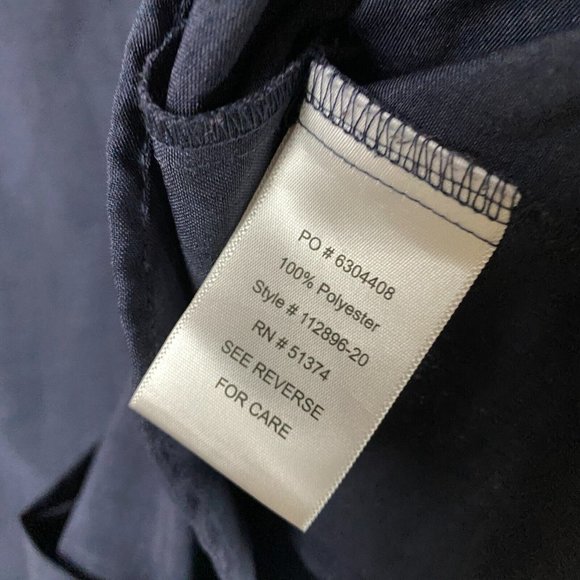 PO # 6304408
100% Polyester
Style # 112896-20
RN # 51374
SEE REVERSE
FOR CARE